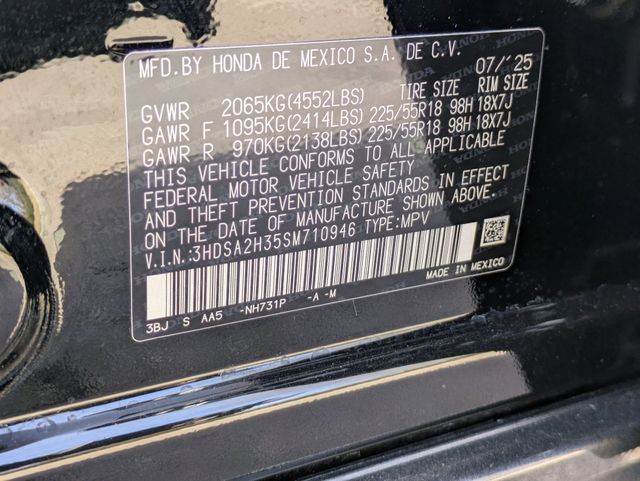 MFD.BY HONDA DE MEXICO S.A. DE C.V. 07/'25
GVWR 2065KG(4552LBS) TIRE SIZE RIM SIZE
GAWR F 1095KG(2414LBS) 225/55R18 98H 18X7J
GAWR R 970KG(2138LBS) 225/55R18 98H 18X7J
THIS VEHICLE CONFORMS TO ALL APPLICABLE
FEDERAL MOTOR VEHICLE SAFETY
AND THEFT PREVENTION STANDARDS IN EFFECT
ON THE DATE OF MANUFACTURE SHOWN ABOVE.
V.I.N.:3HDSA2H35SM710946 TYPE:MPV
MADE IN MEXICO
3BJ S AA5 -NH731P -A -M